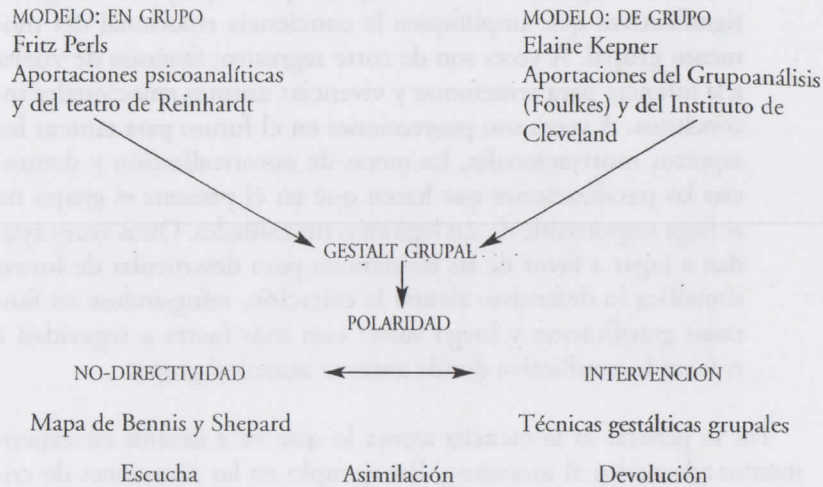 MODELO: EN GRUPO
Fritz Perls
Aportaciones psicoanalíticas
y del teatro de Reinhardt
MODELO: DE GRUPO
Elaine Kepner
Aportaciones del Grupoanálisis
(Foulkes) y del Instituto de
Cleveland
GESTALT GRUPAL
POLARIDAD
NO-DIRECTIVIDAD
INTERVENCIÓN
Mapa de Bennis y Shepard
Técnicas gestálticas grupales
Escucha
Asimilación
Devolución